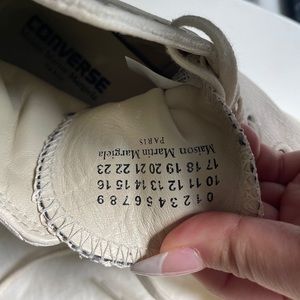 CONVERSE
0 1 2 3 4 5 6 7 8 9
10 11 12 13 14 15 16
17 18 19 20 21 22 23
Maison Martin Margiela
PARIS